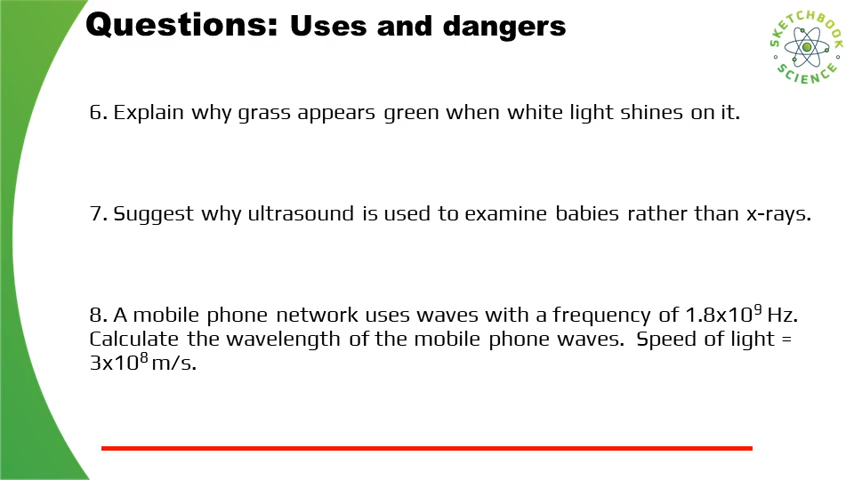 Questions: Uses and dangers
SKETCHBOOK
SCIENCE
6. Explain why grass appears green when white light shines on it.
7. Suggest why ultrasound is used to examine babies rather than x-rays.
8. A mobile phone network uses waves with a frequency of 1.8x10⁹ Hz.
Calculate the wavelength of the mobile phone waves.  Speed of light =
3x10⁸ m/s.